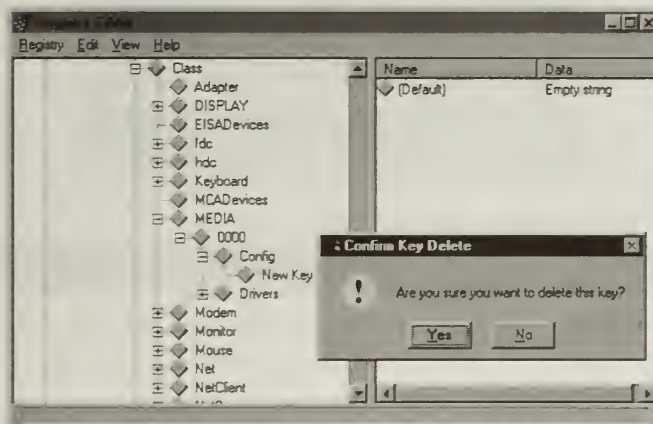 Registry Edit View Help
Class
Adapter
DISPLAY
EISADevices
fdc
hdc
Keyboard
MCADevices
MEDIA
0000
Config
New Key
Drivers
Modem
Monitor
Mouse
Net
NetClient
Name Data
(Default) Empty string
Confirm Key Delete
Are you sure you want to delete this key?
Yes No